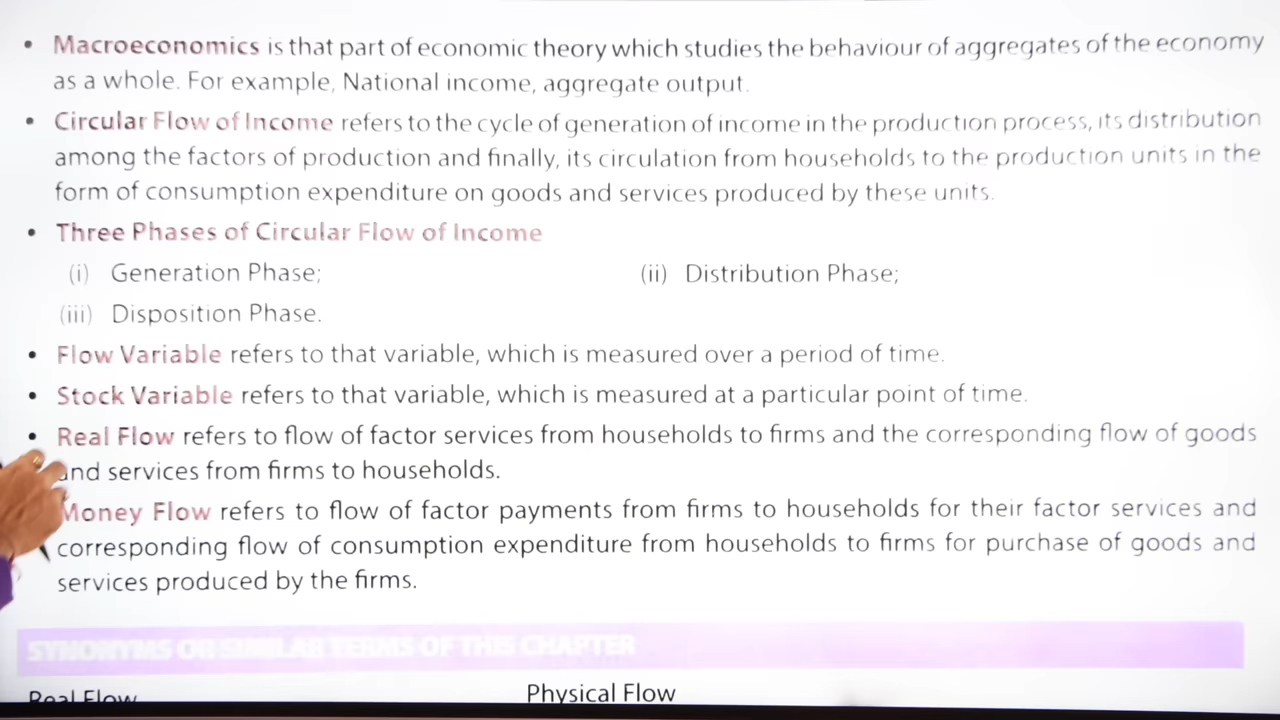 • Macroeconomics is that part of economic theory which studies the behaviour of aggregates of the economy
as a whole. For example, National income, aggregate output.
• Circular Flow of Income refers to the cycle of generation of income in the production process, its distribution
among the factors of production and finally, its circulation from households to the production units in the
form of consumption expenditure on goods and services produced by these units.
• Three Phases of Circular Flow of Income
(i) Generation Phase; (ii) Distribution Phase;
(iii) Disposition Phase.
• Flow Variable refers to that variable, which is measured over a period of time.
• Stock Variable refers to that variable, which is measured at a particular point of time.
• Real Flow refers to flow of factor services from households to firms and the corresponding flow of goods
and services from firms to households.
Money Flow refers to flow of factor payments from firms to households for their factor services and
corresponding flow of consumption expenditure from households to firms for purchase of goods and
services produced by the firms.
SYNONYMS OR SIMILAR TERMS OF THIS CHAPTER
Real Flow Physical Flow